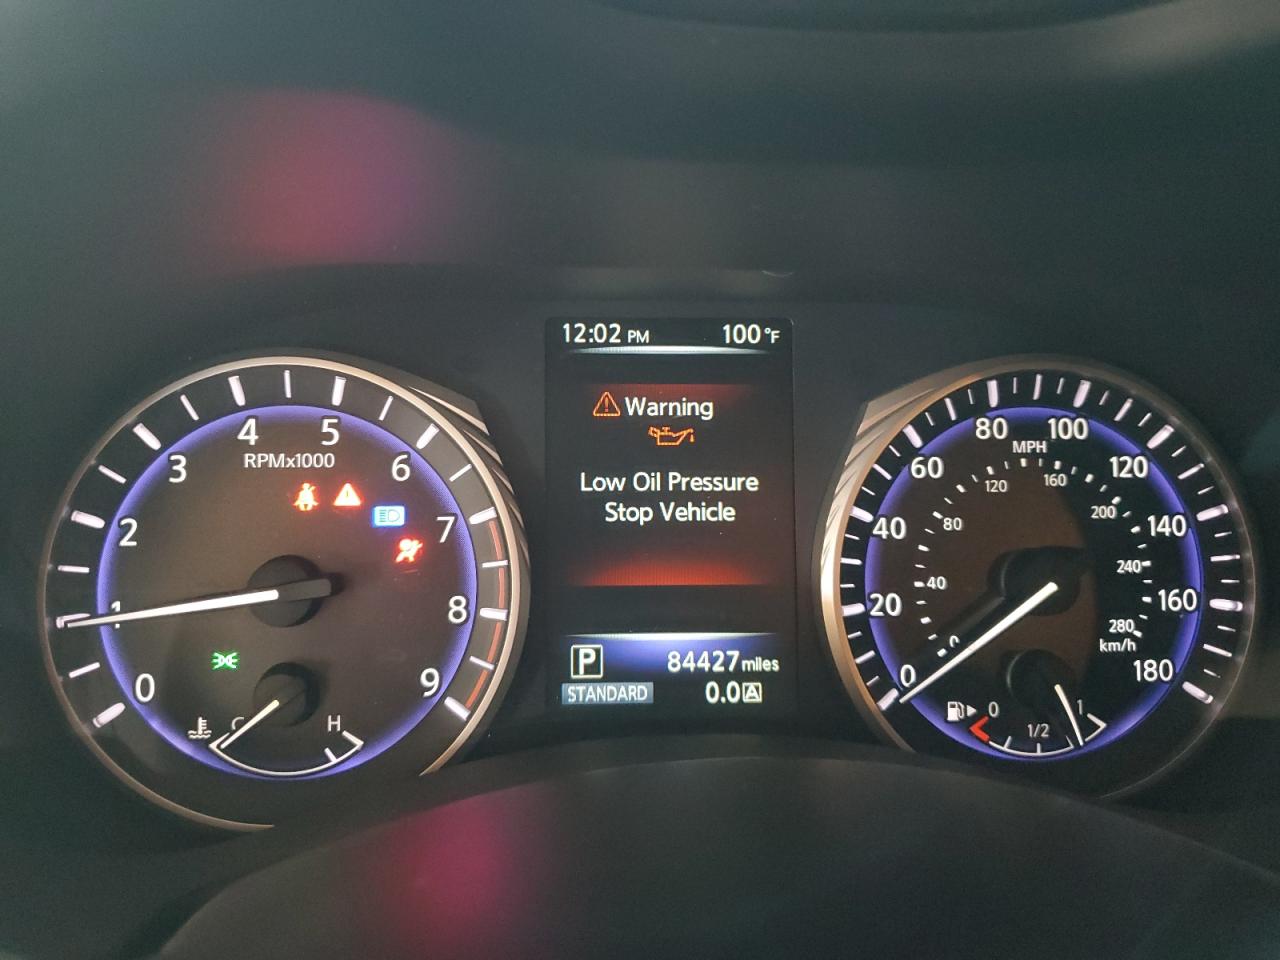 12:02 PM 100 °F
Warning
Low Oil Pressure
Stop Vehicle
P 84427 miles
STANDARD 0.0 A
0 1 2 3 4 5 6 7 8 9
RPMx1000
C H
0 20 40 60 80 100 120 140 160 180
MPH
0 40 80 120 160 200 240 280
km/h
0 1/2 1